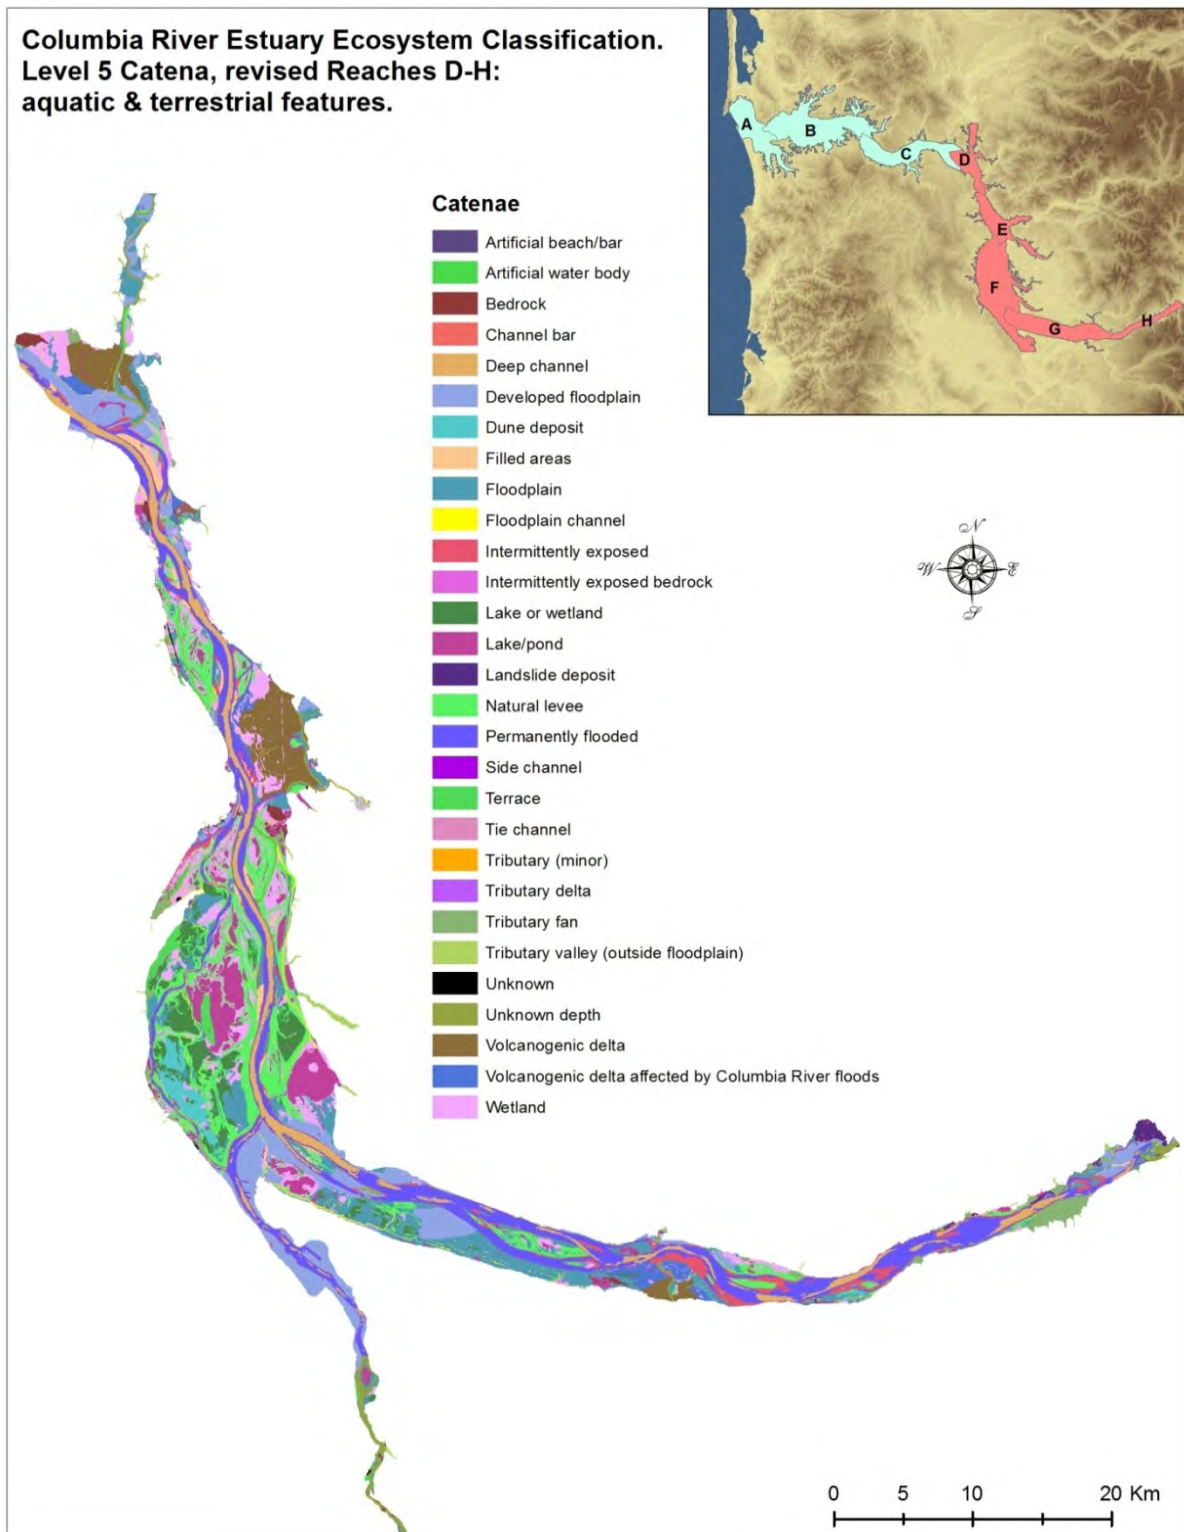 Columbia River Estuary Ecosystem Classification.
Level 5 Catena, revised Reaches D-H:
aquatic & terrestrial features.
A
B
C
D
E
F
G
H
Catenae
Artificial beach/bar
Artificial water body
Bedrock
Channel bar
Deep channel
Developed floodplain
Dune deposit
Filled areas
Floodplain
Floodplain channel
Intermittently exposed
Intermittently exposed bedrock
Lake or wetland
Lake/pond
Landslide deposit
Natural levee
Permanently flooded
Side channel
Terrace
Tie channel
Tributary (minor)
Tributary delta
Tributary fan
Tributary valley (outside floodplain)
Unknown
Unknown depth
Volcanogenic delta
Volcanogenic delta affected by Columbia River floods
Wetland
N
W E
S
0 5 10 20 Km